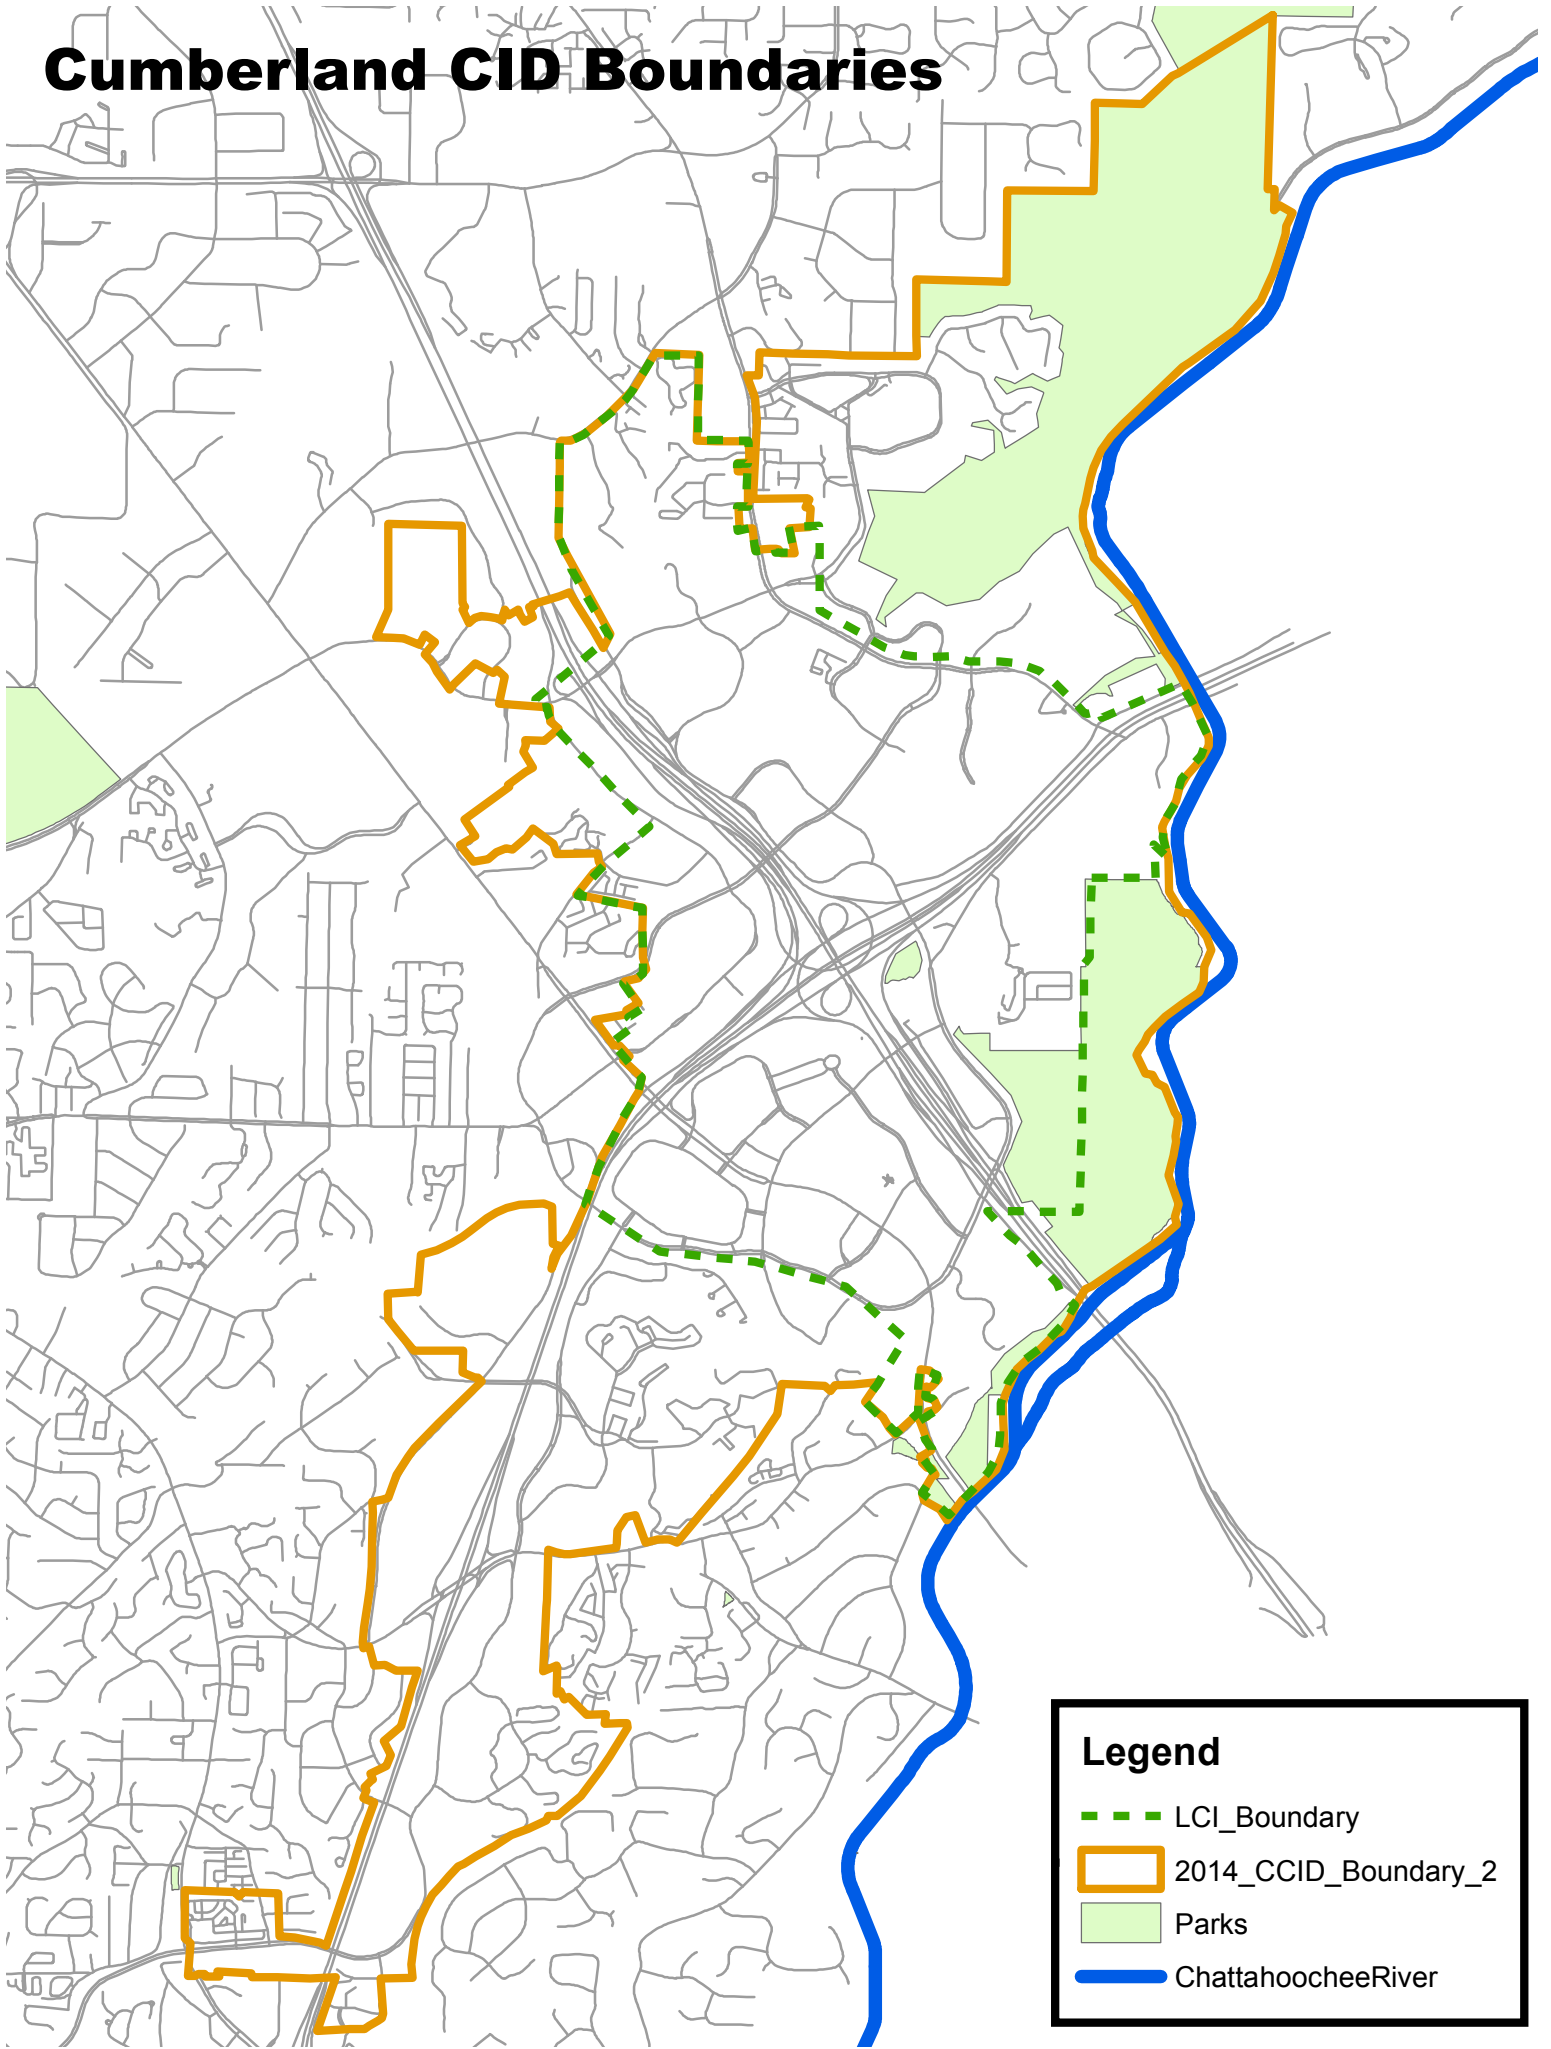 Cumberland CID Boundaries
Legend
LCI_Boundary
2014_CCID_Boundary_2
Parks
ChattahoocheeRiver